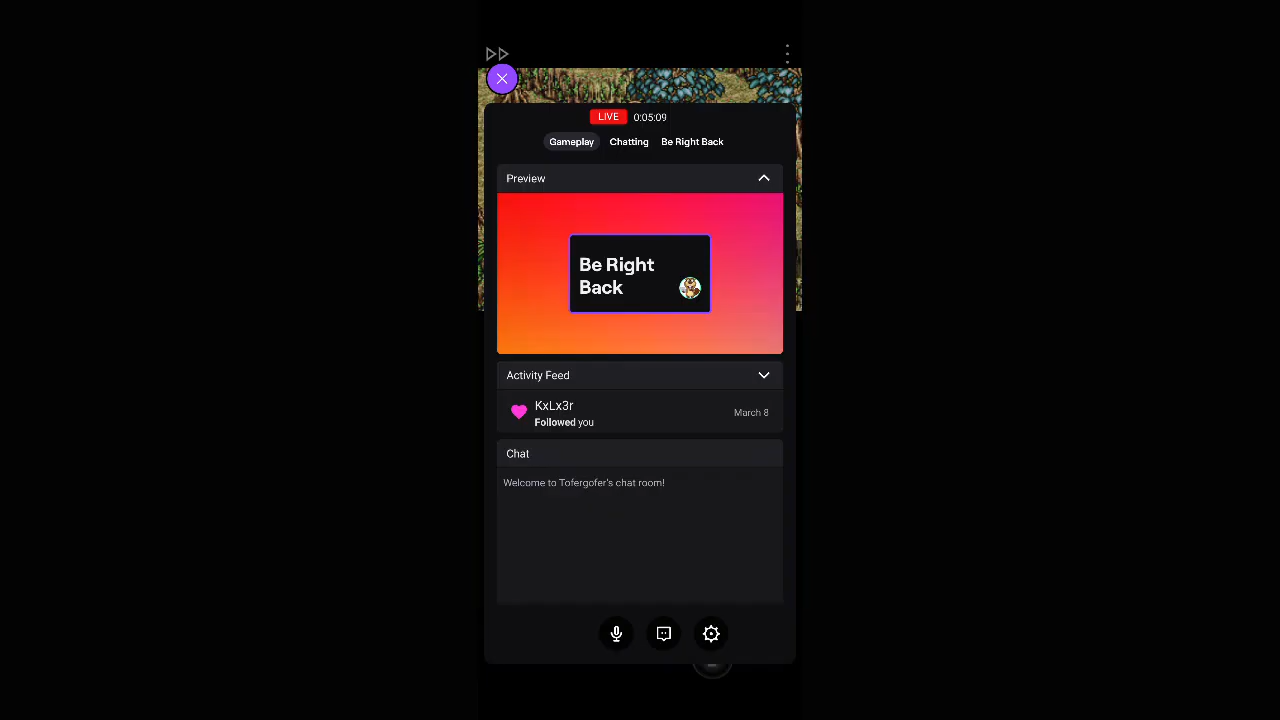 LIVE 0:05:09
Gameplay Chatting Be Right Back
Preview
Be Right
Back
Activity Feed
KxLx3r
March 8
Followed you
Chat
Welcome to Tofergofer's chat room!